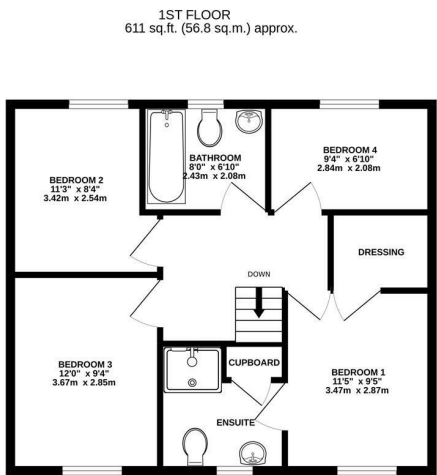 1ST FLOOR
611 sq.ft. (56.8 sq.m.) approx.
BEDROOM 2
11'3" x 8'4"
3.42m x 2.54m
BATHROOM
8'0" x 6'10"
2.43m x 2.08m
BEDROOM 4
9'4" x 6'10"
2.84m x 2.08m
DRESSING
DOWN
BEDROOM 3
12'0" x 9'4"
3.67m x 2.85m
CUPBOARD
ENSUITE
BEDROOM 1
11'5" x 9'5"
3.47m x 2.87m